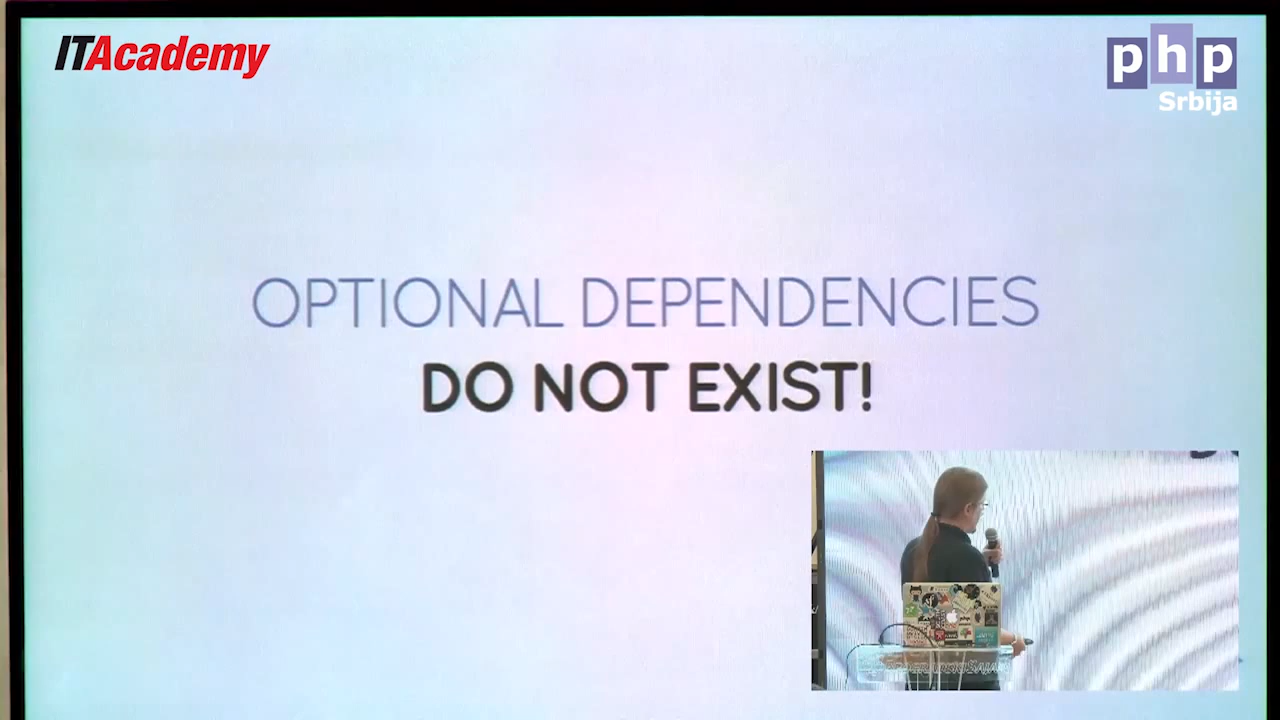 ITAcademy
php
Srbija
OPTIONAL DEPENDENCIES
DO NOT EXIST!